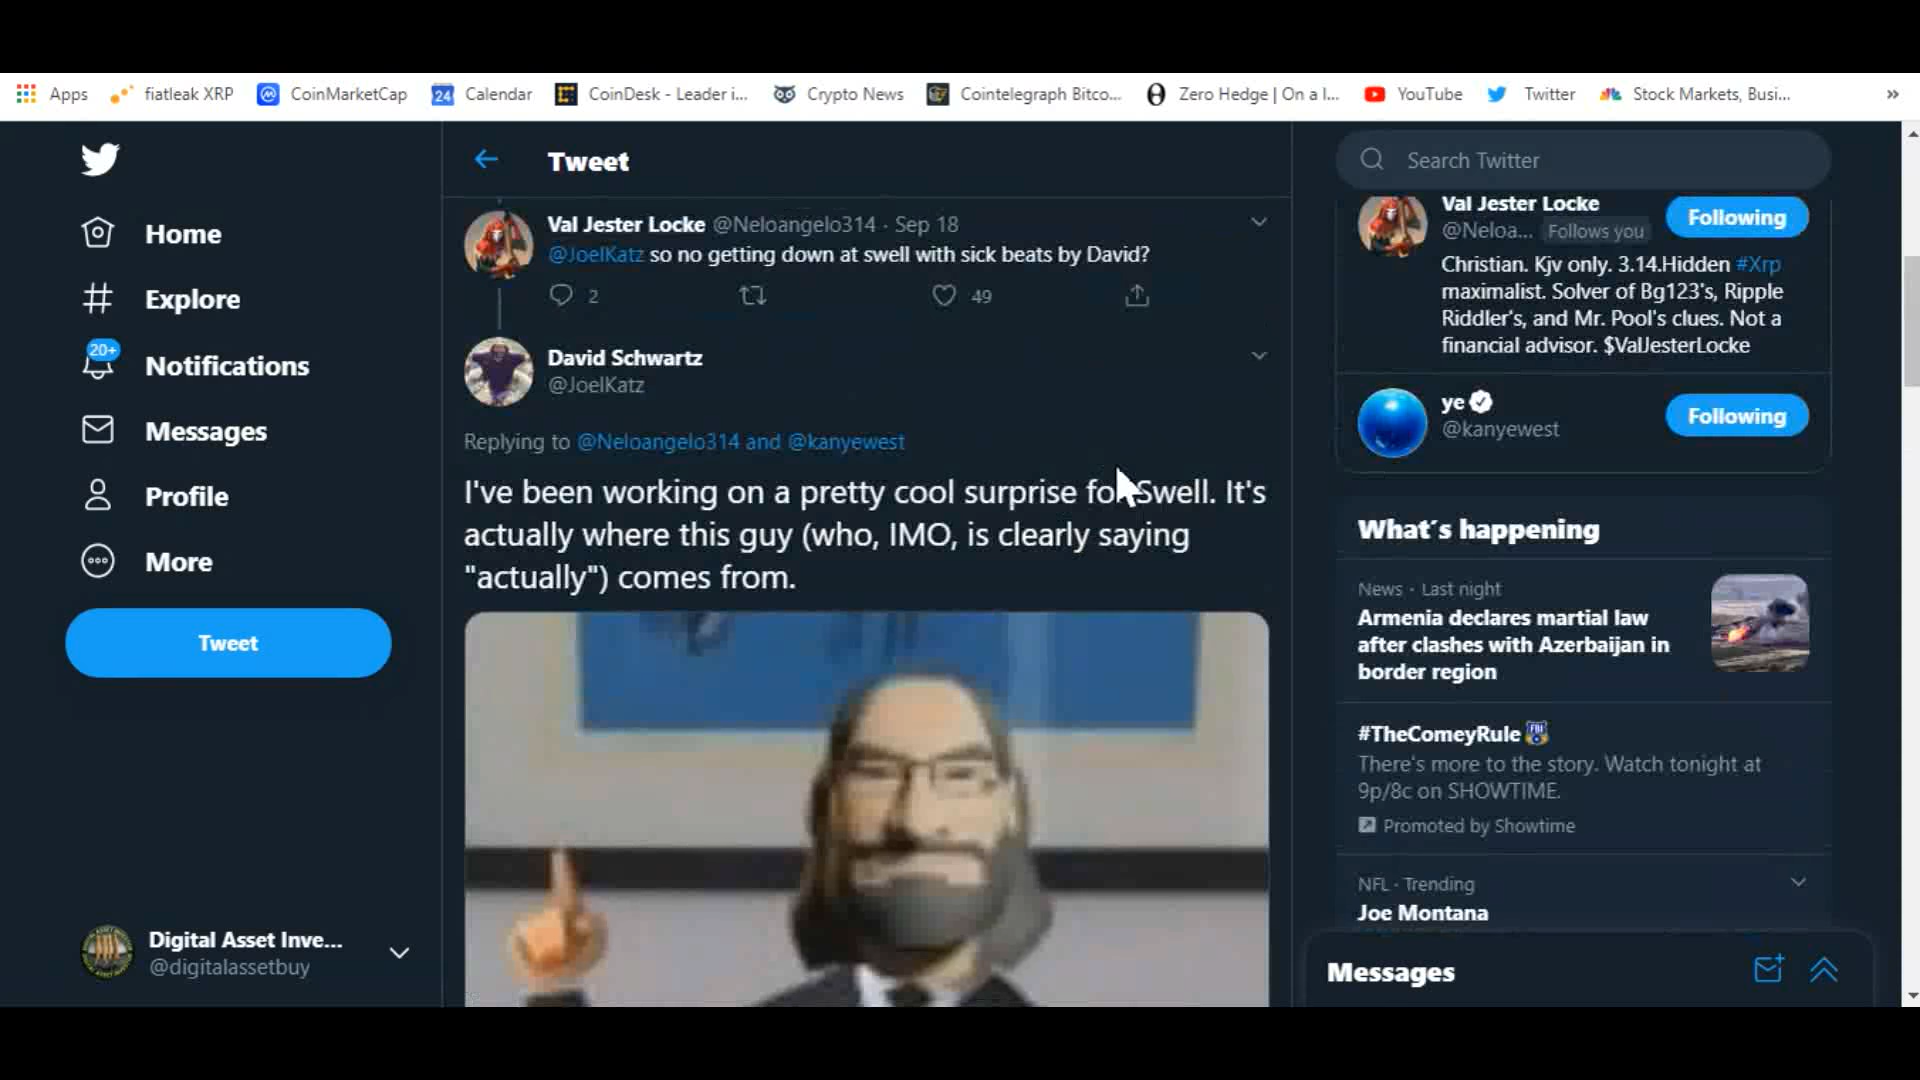 Apps fiatleak XRP CoinMarketCap 24 Calendar CoinDesk - Leader i... Crypto News Cointelegraph Bitco... Zero Hedge | On a l... YouTube Twitter Stock Markets, Busi... »
Home
Explore
20+
Notifications
Messages
Profile
More
Tweet
Digital Asset Inve...
@digitalassetbuy
Tweet
Val Jester Locke @Neloangelo314 · Sep 18
@JoelKatz so no getting down at swell with sick beats by David?
2 49
David Schwartz
@JoelKatz
Replying to @Neloangelo314 and @kanyewest
I've been working on a pretty cool surprise for Swell. It's
actually where this guy (who, IMO, is clearly saying
"actually") comes from.
Search Twitter
Val Jester Locke
@Neloa... Follows you
Following
Christian. Kjv only. 3.14.Hidden #Xrp
maximalist. Solver of Bg123's, Ripple
Riddler's, and Mr. Pool's clues. Not a
financial advisor. $ValJesterLocke
ye
@kanyewest
Following
What's happening
News · Last night
Armenia declares martial law
after clashes with Azerbaijan in
border region
#TheComeyRule
FBI
There's more to the story. Watch tonight at
9p/8c on SHOWTIME.
Promoted by Showtime
NFL · Trending
Joe Montana
Messages